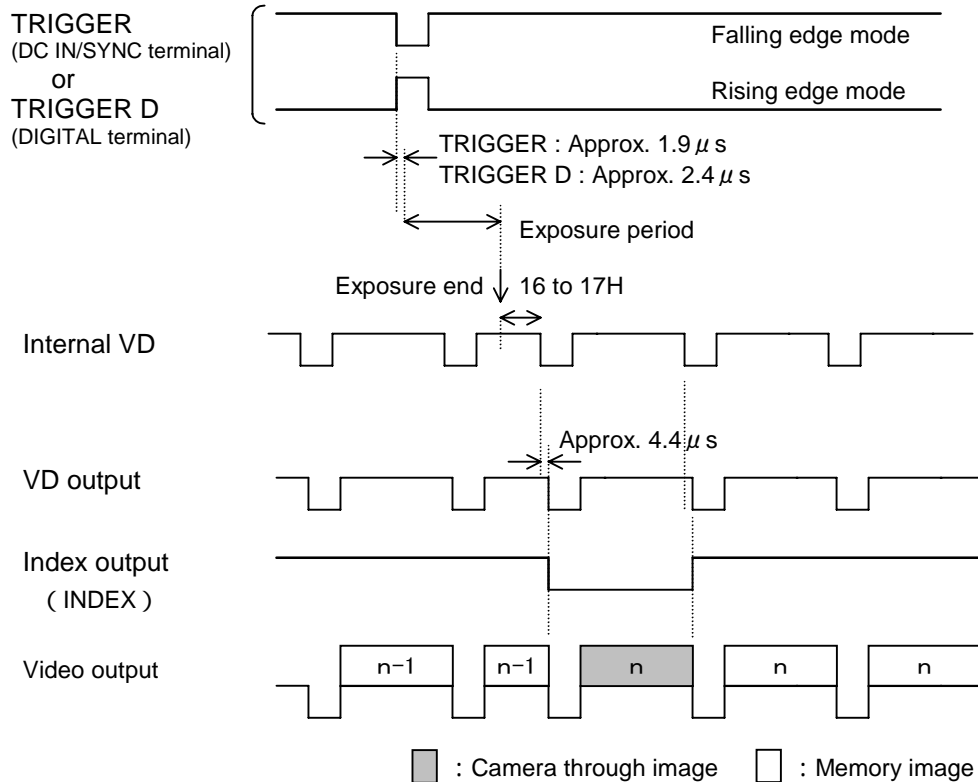 TRIGGER
(DC IN/SYNC terminal)
or
TRIGGER D
(DIGITAL terminal)
Falling edge mode
Rising edge mode
TRIGGER : Approx. 1.9 μ s
TRIGGER D : Approx. 2.4 μ s
Exposure period
Exposure end 16 to 17H
Internal VD
Approx. 4.4 μ s
VD output
Index output
( INDEX )
Video output n-1 n-1 n n n
: Camera through image : Memory image